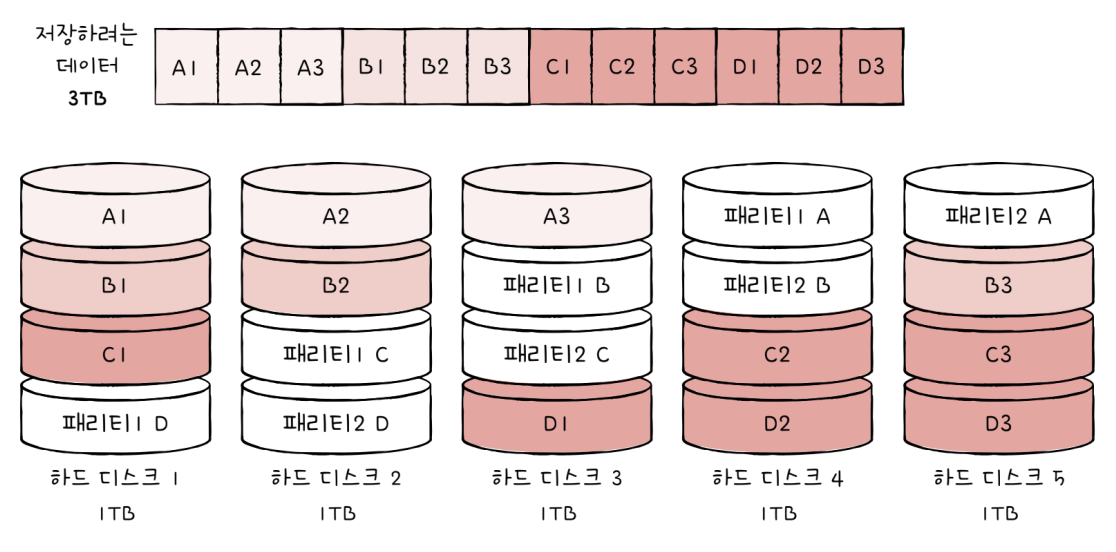 저장하려는
데이터
3TB
A1 A2 A3 B1 B2 B3 C1 C2 C3 D1 D2 D3
A1 A2 A3 패리티1 A 패리티2 A
B1 B2 패리티1 B 패리티2 B B3
C1 패리티1 C 패리티2 C C2 C3
패리티1 D 패리티2 D D1 D2 D3
하드 디스크 1 하드 디스크 2 하드 디스크 3 하드 디스크 4 하드 디스크 5
1TB 1TB 1TB 1TB 1TB